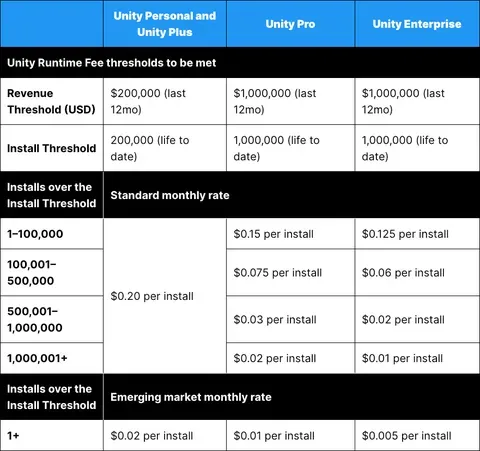 Unity Personal and Unity Plus	Unity Pro	Unity Enterprise
Unity Runtime Fee thresholds to be met
Revenue Threshold (USD)	$200,000 (last 12mo)	$1,000,000 (last 12mo)	$1,000,000 (last 12mo)
Install Threshold	200,000 (life to date)	1,000,000 (life to date)	1,000,000 (life to date)
Installs over the Install Threshold	Standard monthly rate
1–100,000	$0.20 per install	$0.15 per install	$0.125 per install
100,001–500,000	$0.075 per install	$0.06 per install
500,001–1,000,000	$0.03 per install	$0.02 per install
1,000,001+	$0.02 per install	$0.01 per install
Installs over the Install Threshold	Emerging market monthly rate
1+	$0.02 per install	$0.01 per install	$0.005 per install